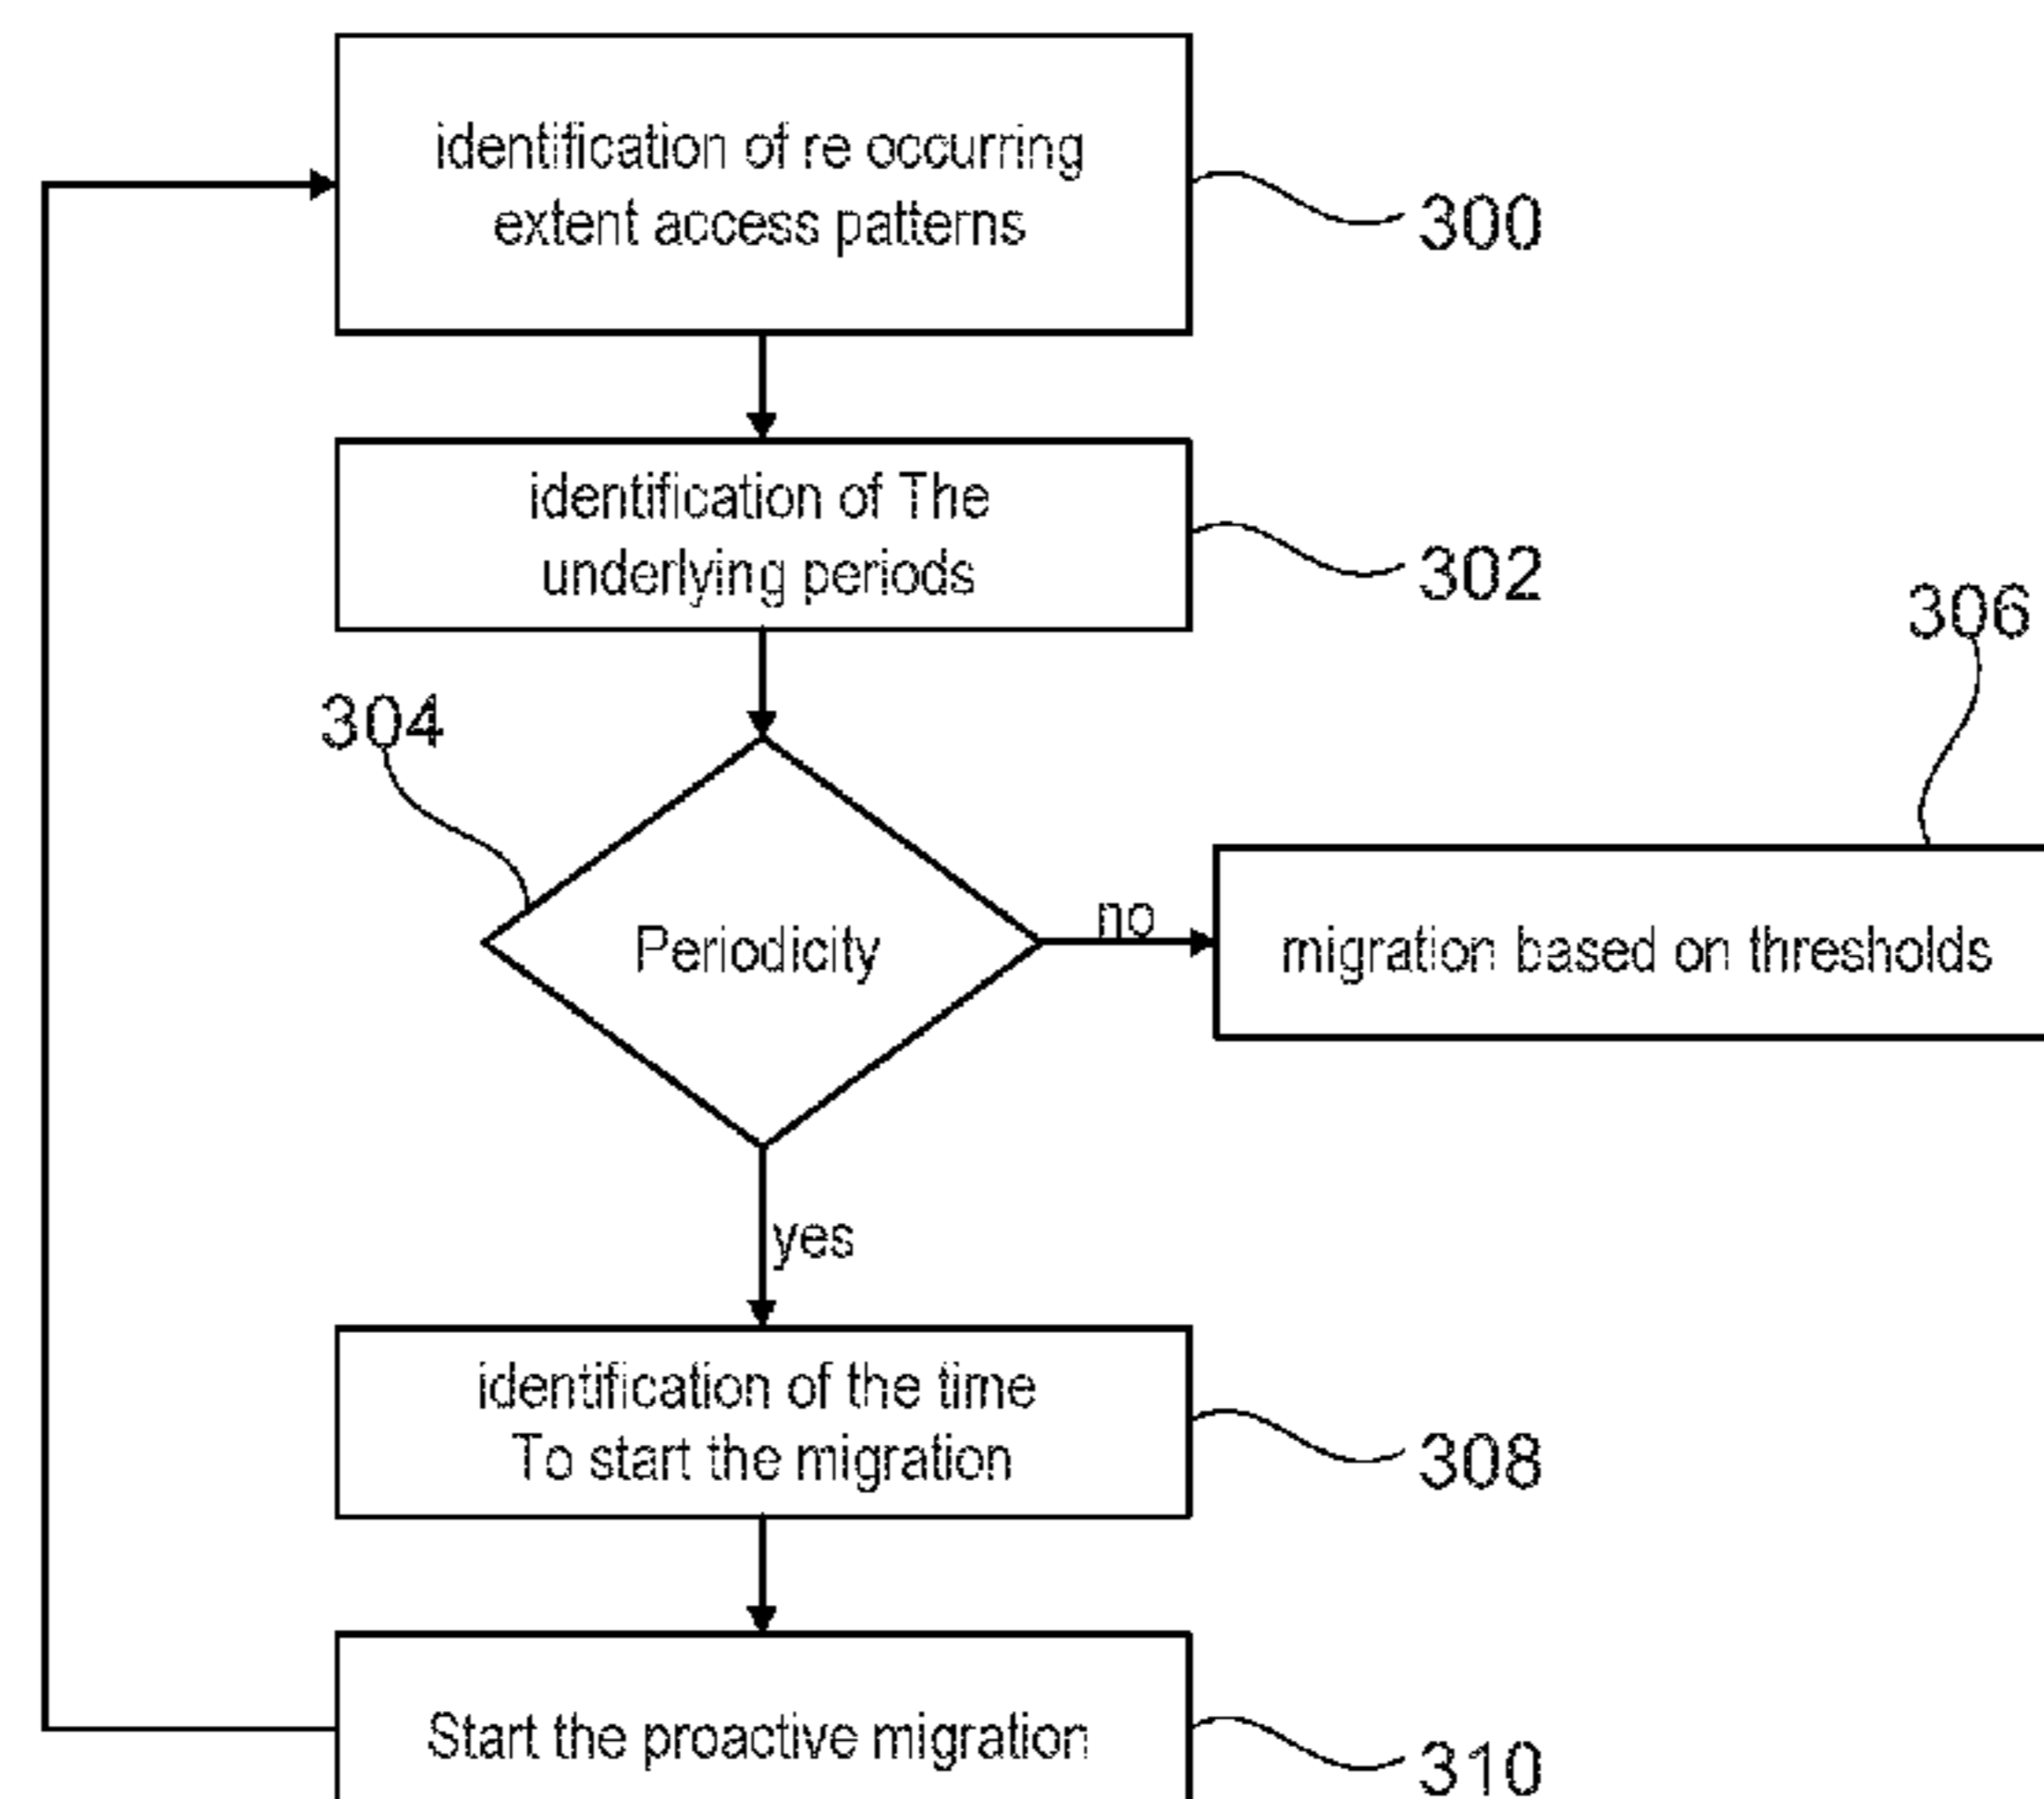 identification of re occurring
extent access patterns
300
identification of The
underlying periods
302
306
304
Periodicity
no
migration based on thresholds
yes
identification of the time
To start the migration
308
Start the proactive migration
310